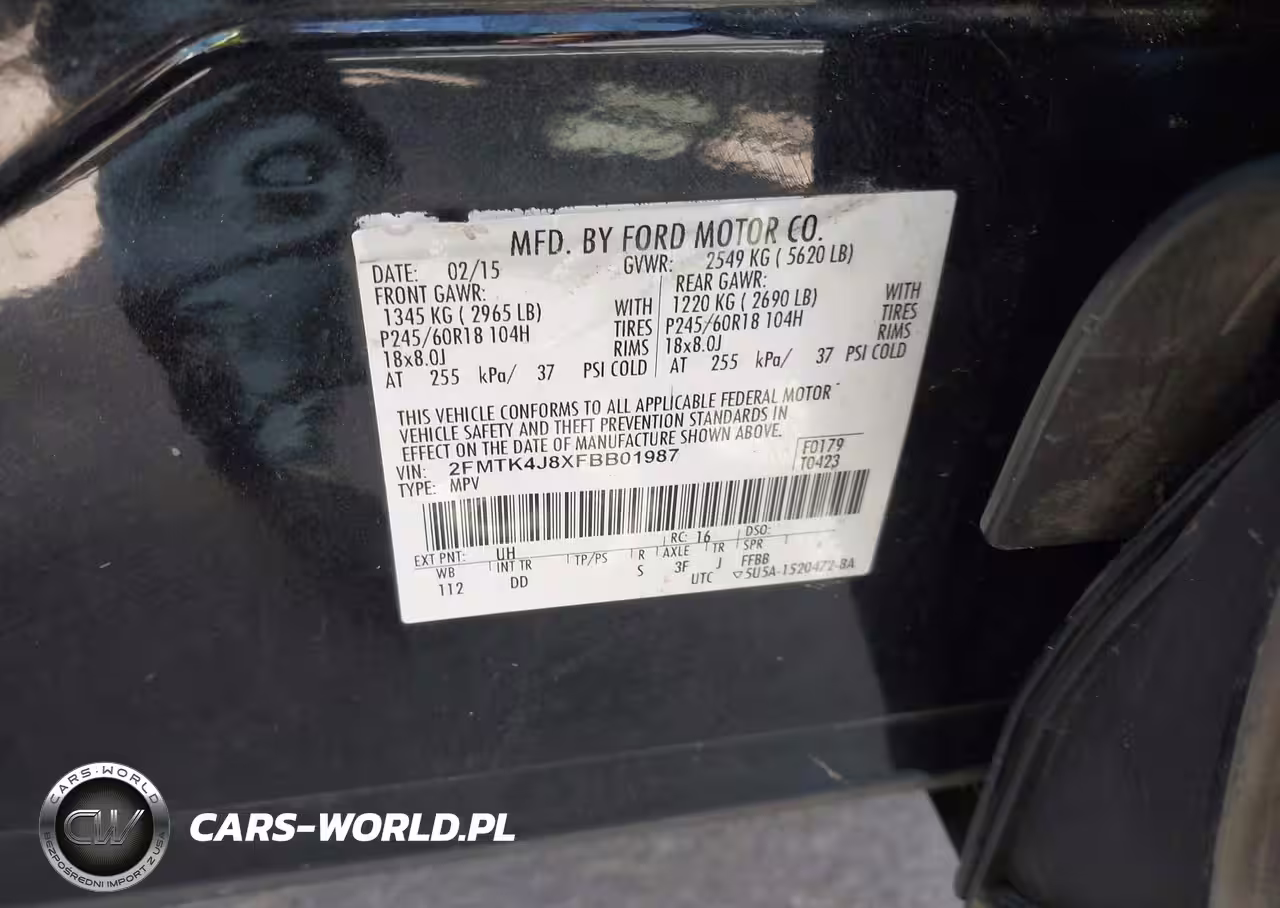 MFD. BY FORD MOTOR CO.
DATE: 02/15
GVWR: 2549 KG ( 5620 LB)
FRONT GAWR:
1345 KG ( 2965 LB)
WITH
P245/60R18 104H
TIRES
18x8.0J
RIMS
AT 255 kPa/ 37 PSI COLD
REAR GAWR:
1220 KG ( 2690 LB)
WITH
P245/60R18 104H
TIRES
18x8.0J
RIMS
AT 255 kPa/ 37 PSI COLD
THIS VEHICLE CONFORMS TO ALL APPLICABLE FEDERAL MOTOR
VEHICLE SAFETY AND THEFT PREVENTION STANDARDS IN
EFFECT ON THE DATE OF MANUFACTURE SHOWN ABOVE.
VIN: 2FMTK4J8XFBB01987
TYPE: MPV
F0179
T0423
EXT PNT: UH RC: 16 DSO:
WB INT TR TP/PS R AXLE TR SPR
112 DD S 3F J FFBB
UTC ▽5U5A-1520472-BA
CARS-WORLD
CW
BEZPOŚREDNI IMPORT Z USA
CARS-WORLD.PL